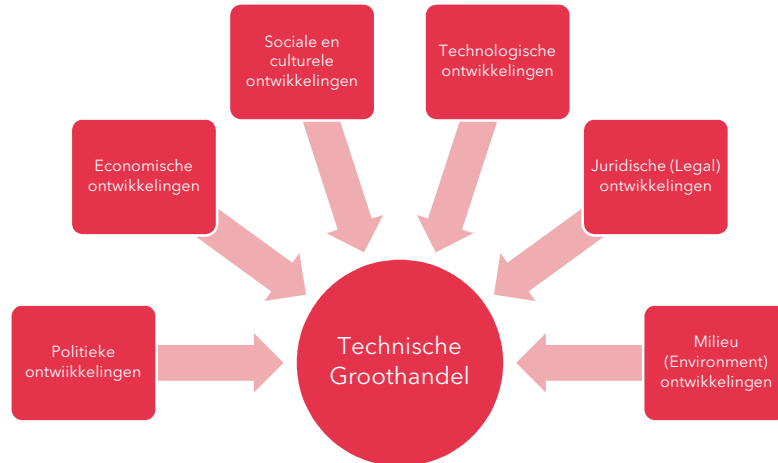 Sociale en
culturele
ontwikkelingen
Technologische
ontwikkelingen
Economische
ontwikkelingen
Juridische (Legal)
ontwikkelingen
Politieke
ontwiikkelingen
Technische
Groothandel
Milieu
(Environment)
ontwikkelingen